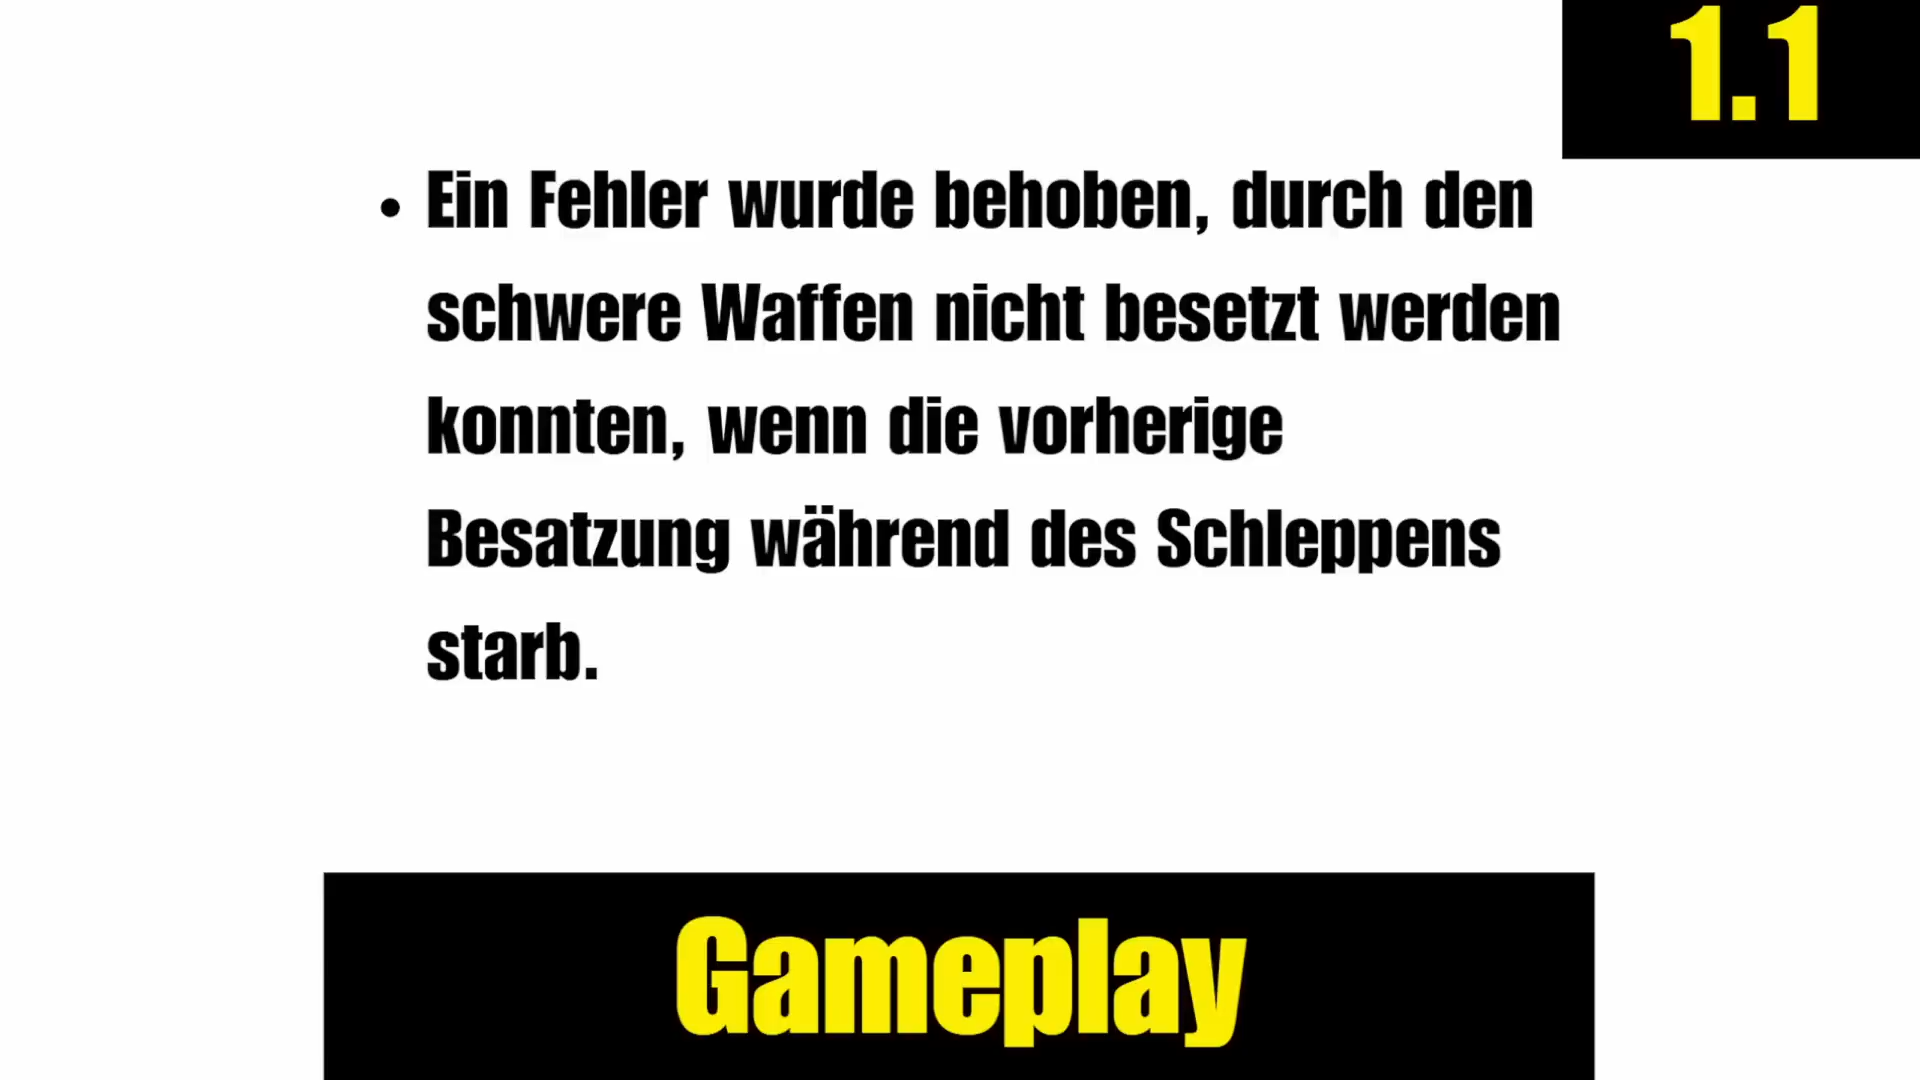 1.1
• Ein Fehler wurde behoben, durch den
schwere Waffen nicht besetzt werden
konnten, wenn die vorherige
Besatzung während des Schleppens
starb.
Gameplay